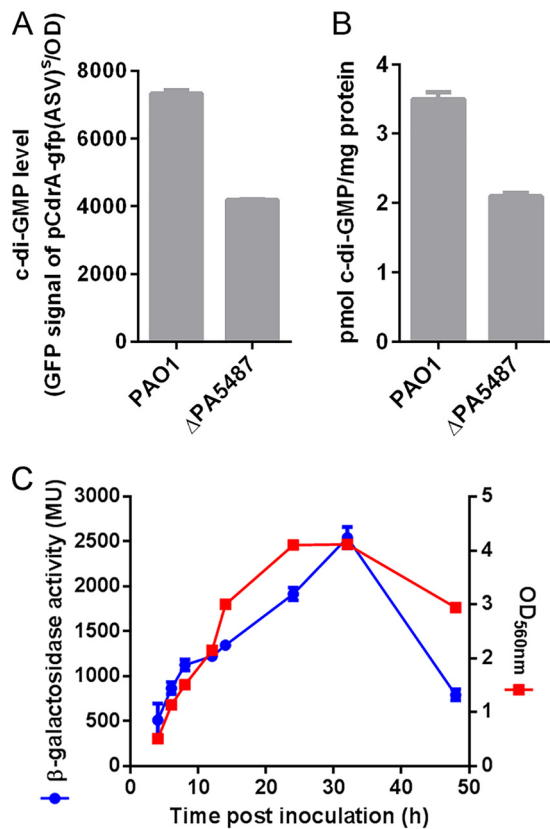 A
c-di-GMP level
(GFP signal of pCdrA-gfp(ASV)ˢ/OD)
8000
6000
4000
2000
0
PAO1
ΔPA5487
B
pmol c-di-GMP/mg protein
4
3
2
1
0
PAO1
ΔPA5487
C
β-galactosidase activity (MU)
3000
2500
2000
1500
1000
500
0
5
4
3
2
1
0
OD560nm
0 10 20 30 40 50
Time post inoculation (h)